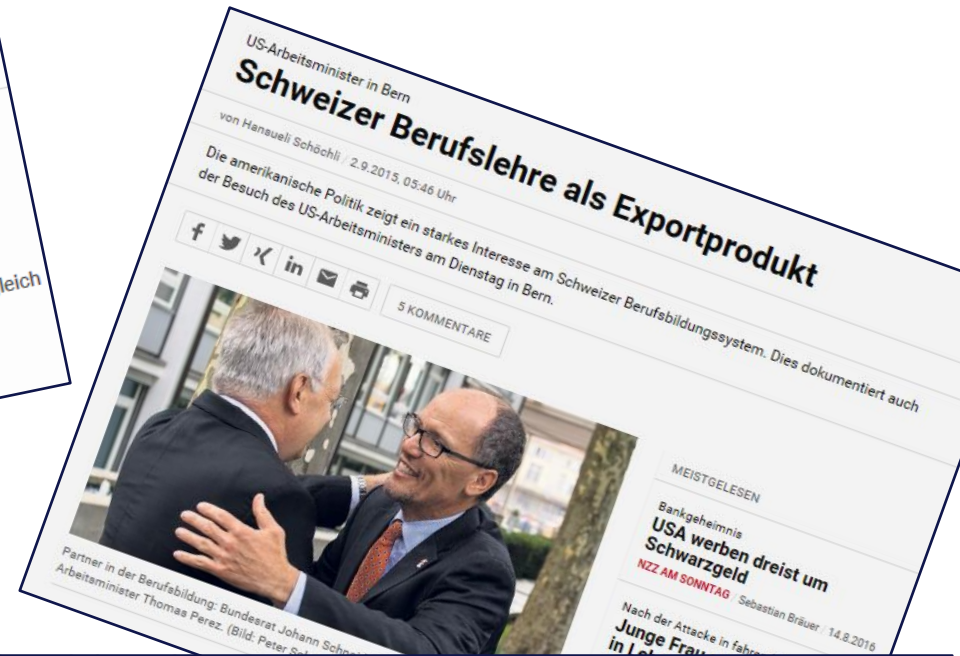 leich
US-Arbeitsminister in Bern
Schweizer Berufslehre als Exportprodukt
von Hansueli Schöchli / 2.9.2015, 05:46 Uhr
Die amerikanische Politik zeigt ein starkes Interesse am Schweizer Berufsbildungssystem. Dies dokumentiert auch
der Besuch des US-Arbeitsministers am Dienstag in Bern.
5 KOMMENTARE
Partner in der Berufsbildung: Bundesrat Johann
Arbeitsminister Thomas Perez. (Bild: Peter
MEISTGELESEN
Bankgeheimnis
USA werben dreist um
Schwarzgeld
NZZ AM SONNTAG / Sebastian Bräuer / 14.8.2016
Nach der Attacke in
Junge
in